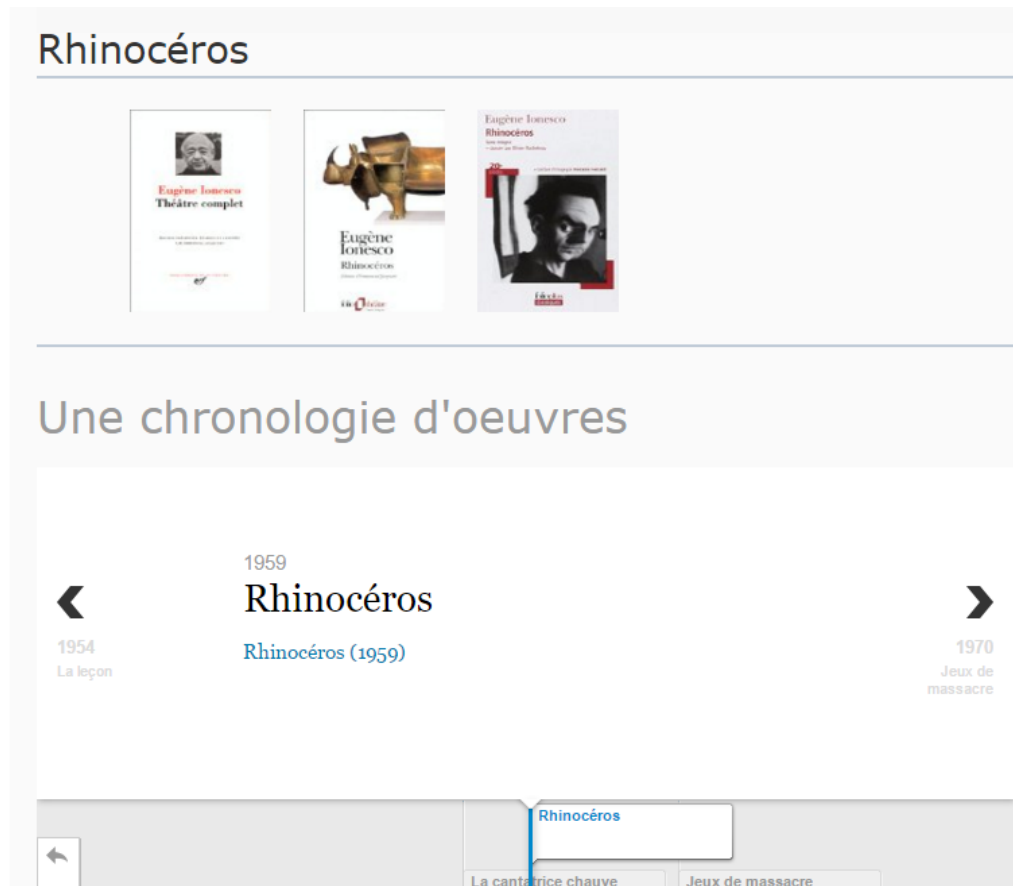 Rhinocéros
Eugène Ionesco
Théâtre complet
nrf
Eugène
Ionesco
Rhinocéros
Eugène Ionesco
Rhinocéros
Une chronologie d'oeuvres
1959
Rhinocéros
Rhinocéros (1959)
1954
La leçon
1970
Jeux de
massacre
Rhinocéros
La cantatrice chauve
Jeux de massacre